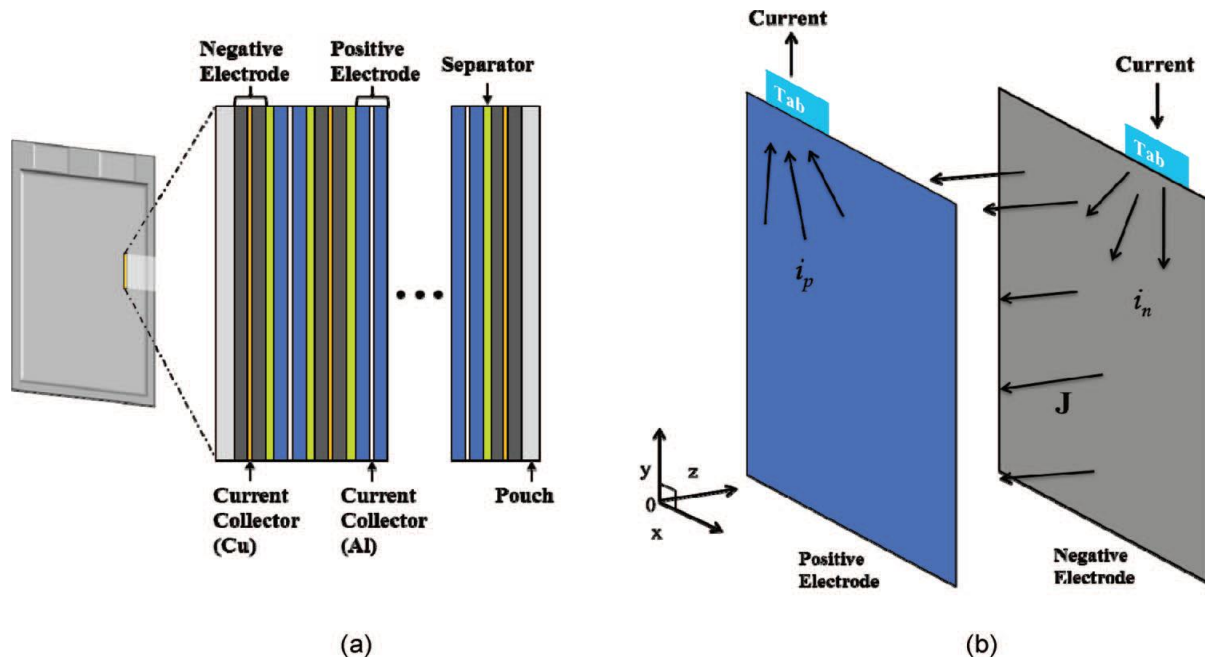 Negative
Electrode
Positive
Electrode
Separator
Current
Collector
(Cu)
Current
Collector
(Al)
Pouch
(a)
Current
Tab
Current
Tab
i_p
i_n
J
y
z
0
x
Positive
Electrode
Negative
Electrode
(b)